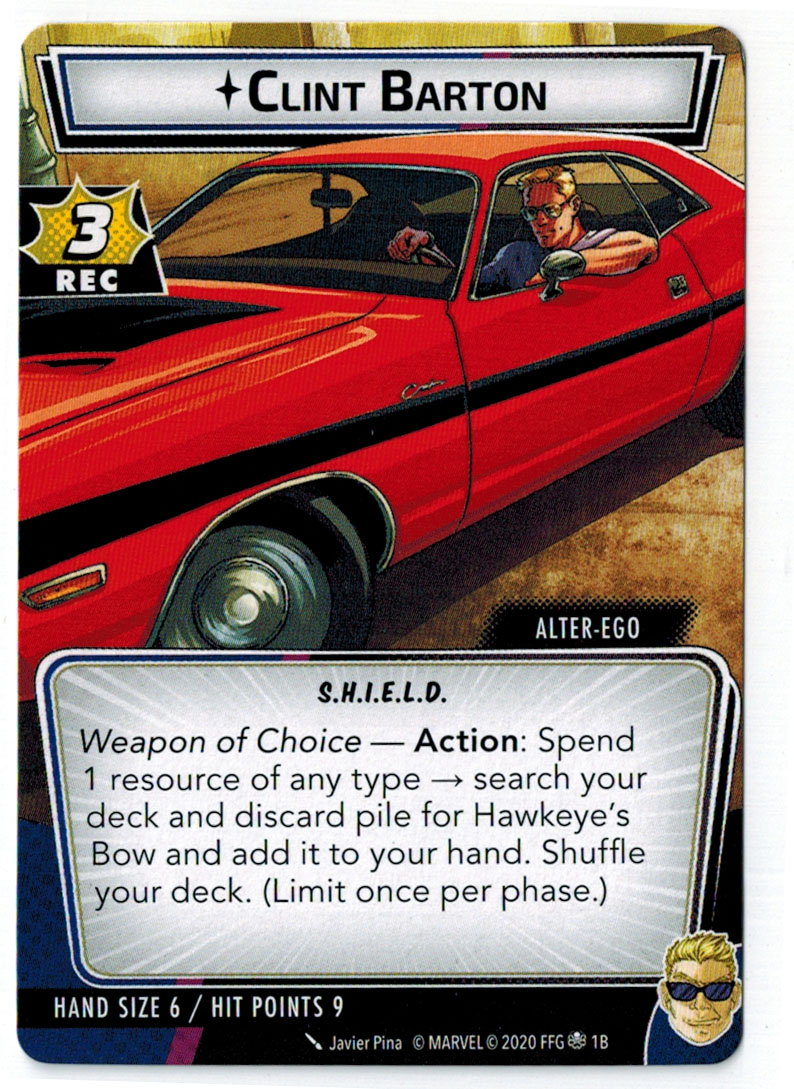 CLINT BARTON
3
REC
ALTER-EGO
S.H.I.E.L.D.
Weapon of Choice — Action: Spend
1 resource of any type → search your
deck and discard pile for Hawkeye's
Bow and add it to your hand. Shuffle
your deck. (Limit once per phase.)
HAND SIZE 6 / HIT POINTS 9
Javier Pina © MARVEL © 2020 FFG 1B